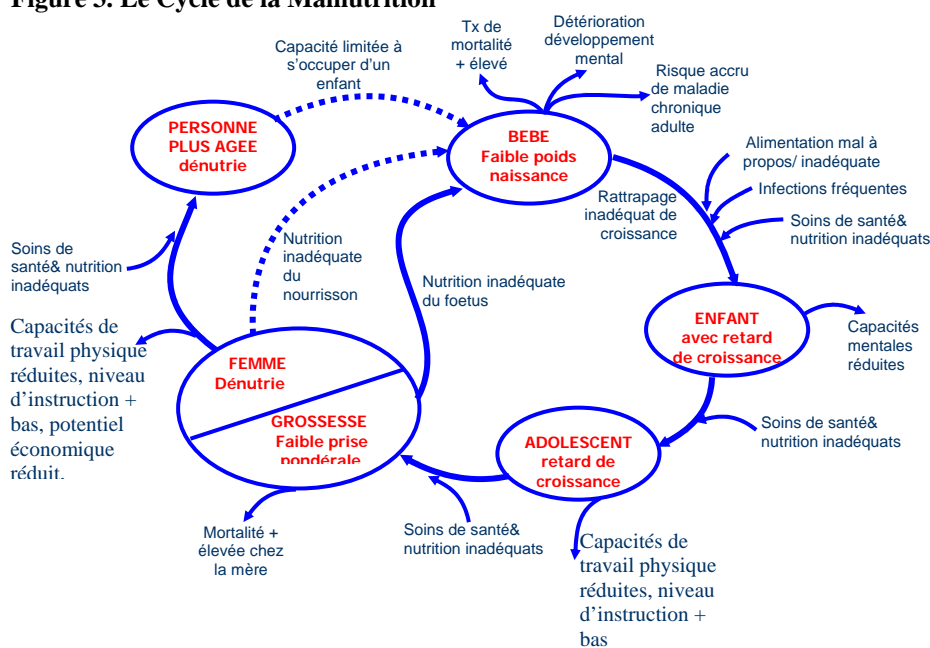 Figure 3. Le Cycle de la Malnutrition
Capacité limitée à
s'occuper d'un
enfant
Tx de
mortalité
+ élevé
Détérioration
développement
mental
Risque accru
de maladie
chronique
adulte
PERSONNE
PLUS AGEE
dénutrie
BEBE
Faible poids
naissance
Alimentation mal à
propos/ inadéquate
Infections fréquentes
Soins de santé&
nutrition inadéquats
Rattrapage
inadéquat de
croissance
Soins de
santé& nutrition
inadéquats
Nutrition
inadéquate
du
nourrisson
Nutrition inadéquate
du foetus
ENFANT
avec retard
de croissance
Capacités
mentales
réduites
Capacités de
travail physique
réduites, niveau
d'instruction +
bas, potentiel
économique
réduit.
FEMME
Dénutrie
GROSSESSE
Faible prise
pondérale
ADOLESCENT
retard de
croissance
Soins de santé&
nutrition inadéquats
Mortalité +
élevée chez
la mère
Soins de santé&
nutrition inadéquats
Capacités de
travail physique
réduites, niveau
d'instruction +
bas